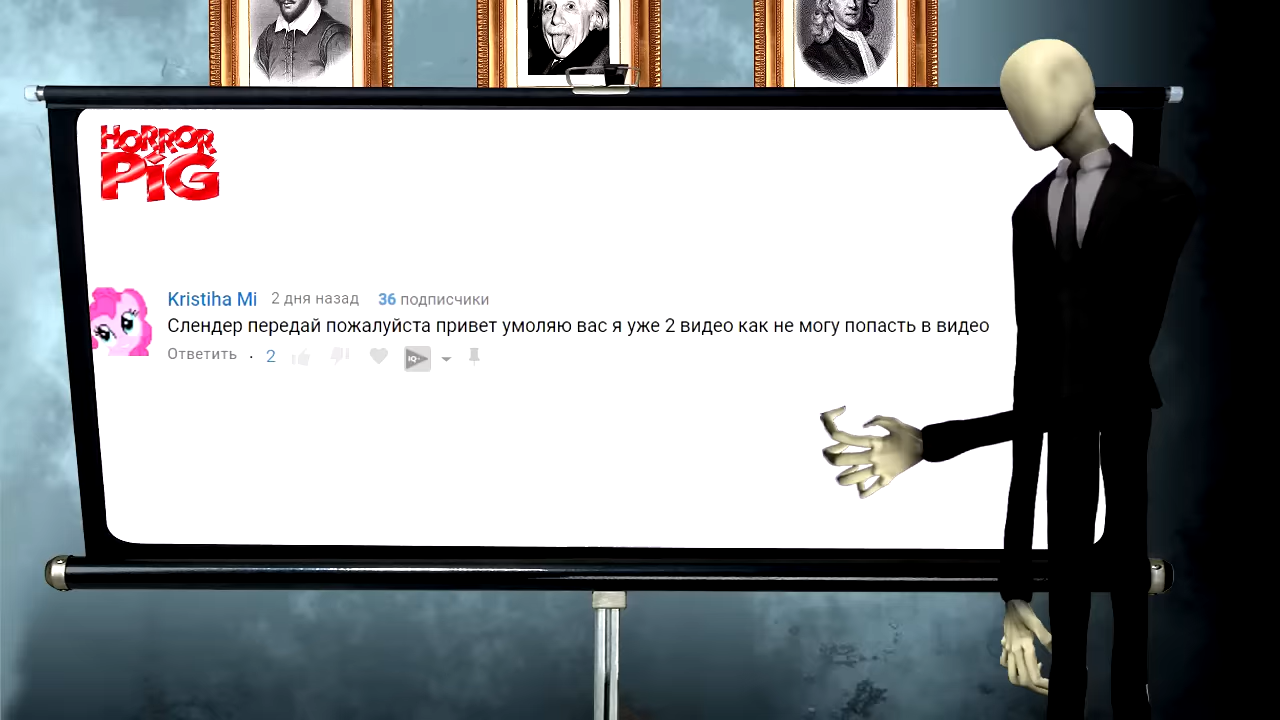 HORROR
PIG
Kristiha Mi 2 дня назад 36 подписчики
Слендер передай пожалуйста привет умоляю вас я уже 2 видео как не могу попасть в видео
Ответить · 2 IQ+